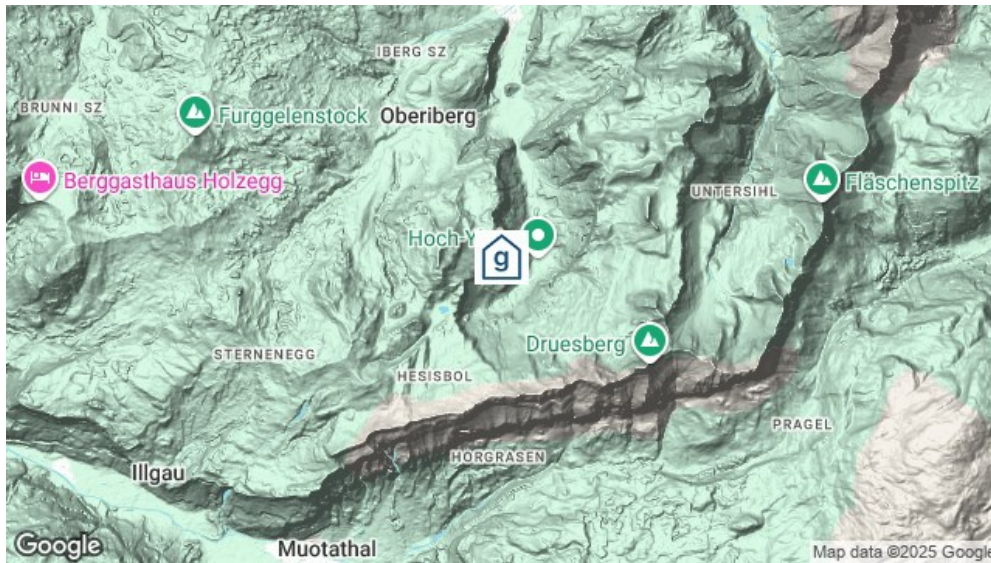 IBERG SZ
BRUNNI SZ
Furggelenstock
Oberiberg
Berggasthaus Holzegg
UNTERSIHL
Fläschenspitz
g
Druesberg
STERNENEGG
HESISBOL
PRAGEL
HORGRASEN
Illgau
Muotathal
Google
Map data ©2025 Google